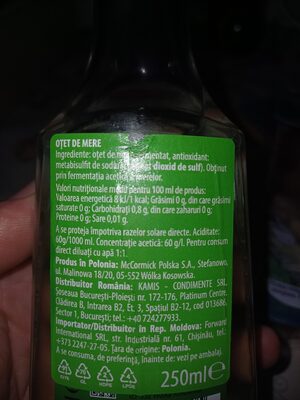 OȚET DE MERE
Ingrediente: oțet de mere fermentat, antioxidant:
metabisulfit de sodiu dioxid de sulf). Obținut
prin fermentația acetică a merelor.
Valori nutriționale medii pentru 100 ml de produs:
Valoarea energetică 8 kJ/1 kcal; Grăsimi 0 g, din care grăsimi
saturate 0 g; Carbohidrați 0,8 g, din care zaharuri 0 g;
Proteine 0 g; Sare 0,01 g.
A se proteja împotriva razelor solare directe. Aciditate:
60g/1000 ml. Concentrație acetică: 60 g/l. Pentru consum
direct diluați cu apă 1:1.
Produs în Polonia: McCormick Polska S.A., Stefanowo,
ul. Malinowa 18/20, 05-552 Wólka Kosowska.
Distribuitor România: KAMIS - CONDIMENTE SRL,
Șoseaua București-Ploiești nr. 172-176, Platinum Centre,
Clădirea B, Intrarea B2, Et. 3, Spațiul B2-12, cod 013686,
Sector 1, București; tel.: +40 724277933.
Importator/Distribuitor în Rep. Moldova: Forward
International SRL, str. Industrială nr. 61, Chișinău, tel.:
+373 2247-27-05. Țara de origine: Polonia.
A se consuma, de preferință, înainte de: vezi pe ambalaj.
250ml℮